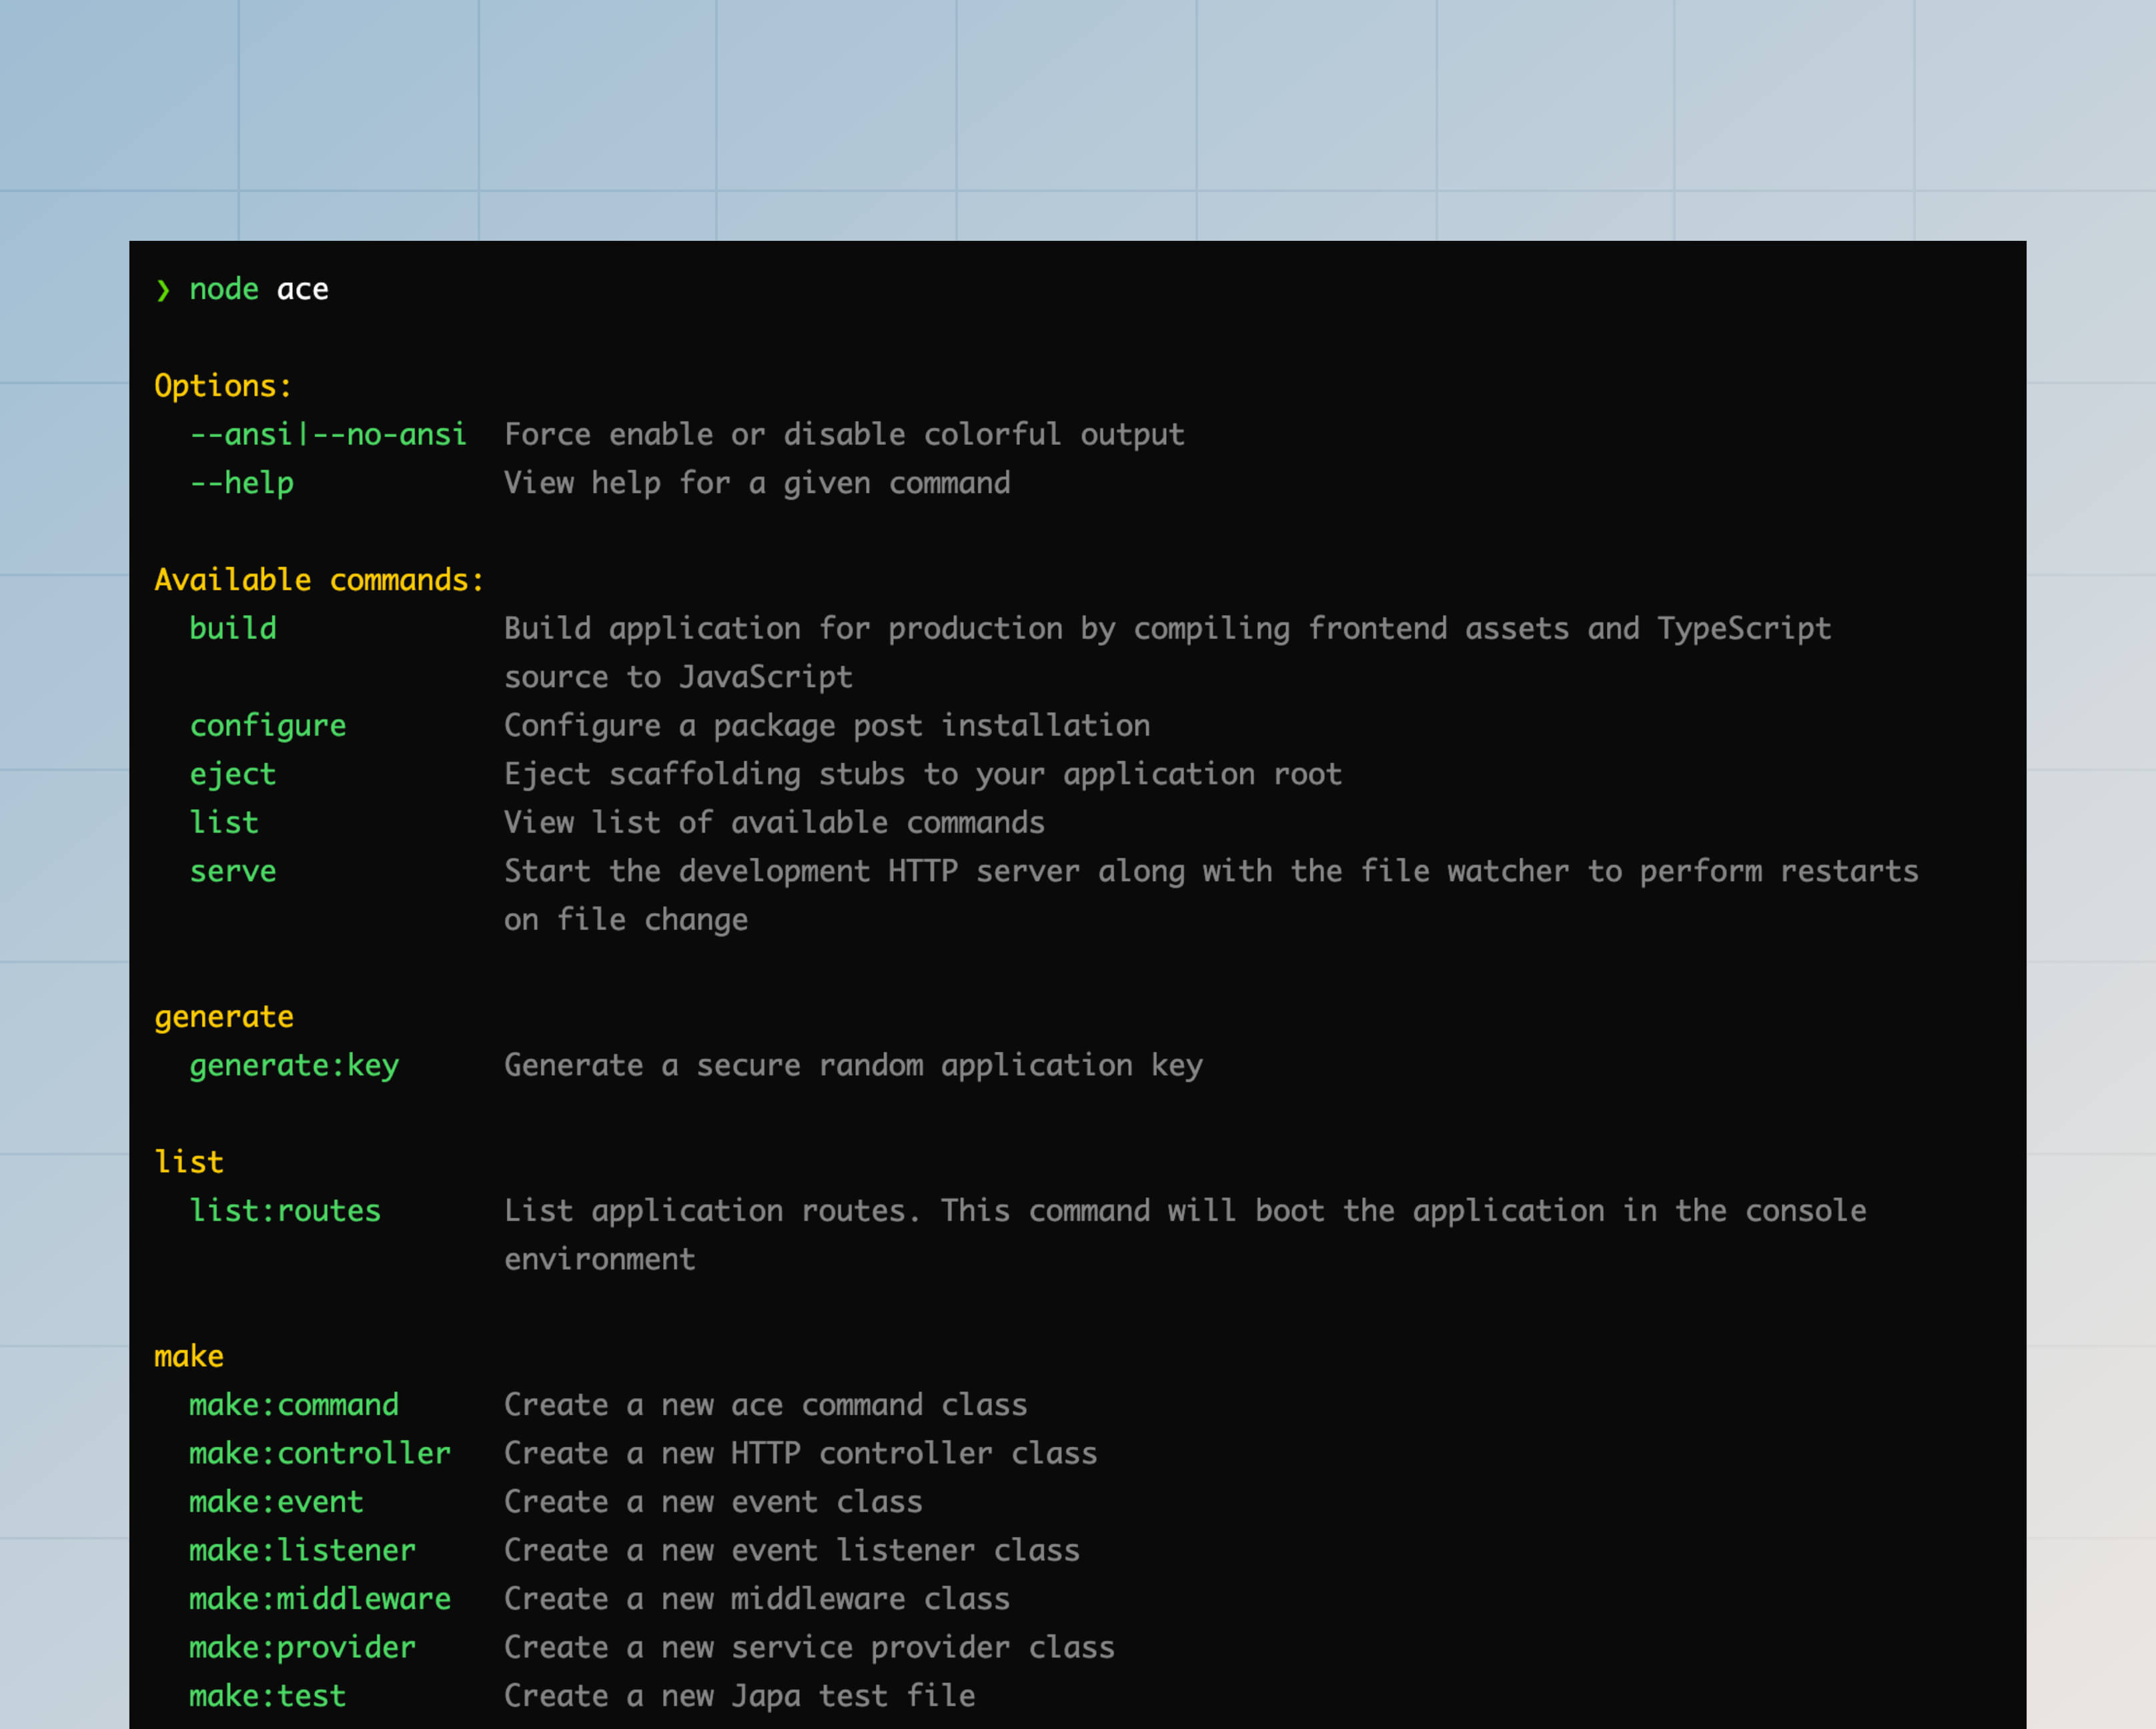 ❯ node ace
Options:
--ansi|--no-ansi Force enable or disable colorful output
--help View help for a given command
Available commands:
build Build application for production by compiling frontend assets and TypeScript
source to JavaScript
configure Configure a package post installation
eject Eject scaffolding stubs to your application root
list View list of available commands
serve Start the development HTTP server along with the file watcher to perform restarts
on file change
generate
generate:key Generate a secure random application key
list
list:routes List application routes. This command will boot the application in the console
environment
make
make:command Create a new ace command class
make:controller Create a new HTTP controller class
make:event Create a new event class
make:listener Create a new event listener class
make:middleware Create a new middleware class
make:provider Create a new service provider class
make:test Create a new Japa test file